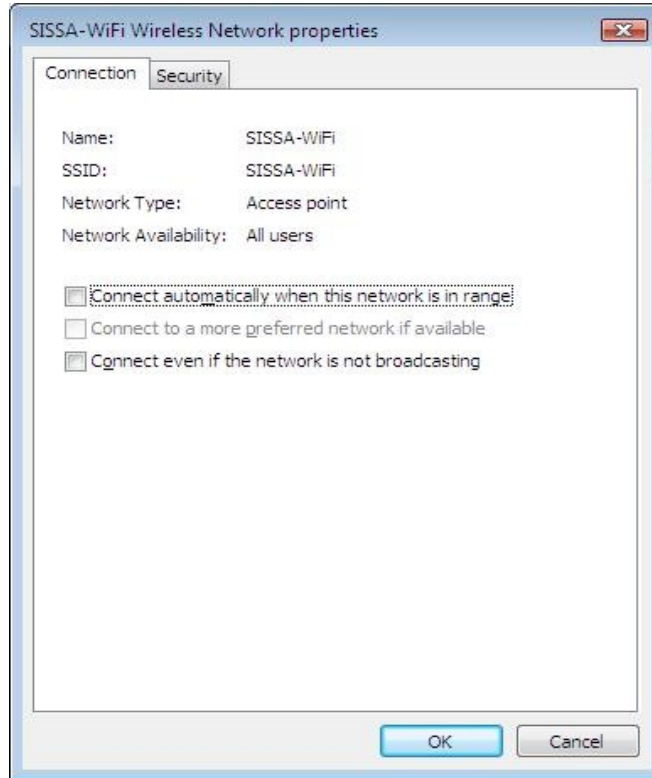 SISSA-WiFi Wireless Network properties
Connection Security
Name: SISSA-WiFi
SSID: SISSA-WiFi
Network Type: Access point
Network Availability: All users
Connect automatically when this network is in range
Connect to a more preferred network if available
Connect even if the network is not broadcasting
OK Cancel